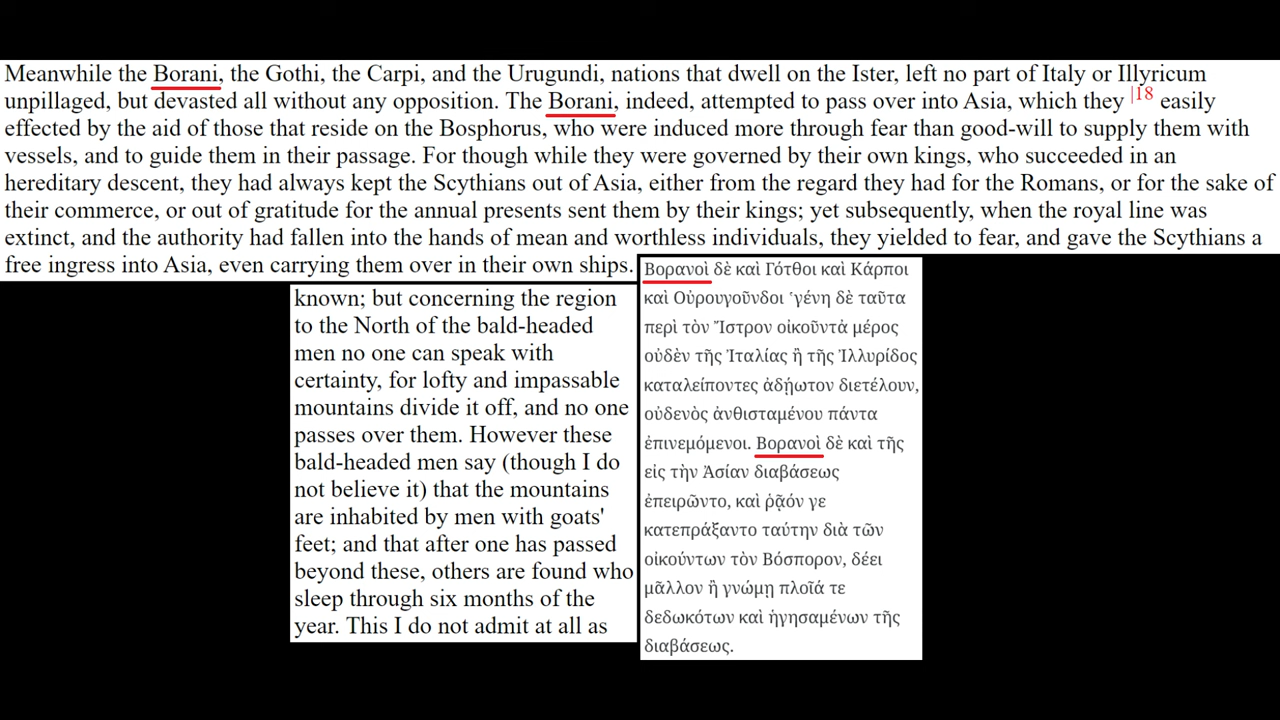 Meanwhile the Borani, the Gothi, the Carpi, and the Urugundi, nations that dwell on the Ister, left no part of Italy or Illyricum
unpillaged, but devasted all without any opposition. The Borani, indeed, attempted to pass over into Asia, which they |18 easily
effected by the aid of those that reside on the Bosphorus, who were induced more through fear than good-will to supply them with
vessels, and to guide them in their passage. For though while they were governed by their own kings, who succeeded in an
hereditary descent, they had always kept the Scythians out of Asia, either from the regard they had for the Romans, or for the sake of
their commerce, or out of gratitude for the annual presents sent them by their kings; yet subsequently, when the royal line was
extinct, and the authority had fallen into the hands of mean and worthless individuals, they yielded to fear, and gave the Scythians a
free ingress into Asia, even carrying them over in their own ships.
known; but concerning the region
to the North of the bald-headed
men no one can speak with
certainty, for lofty and impassable
mountains divide it off, and no one
passes over them. However these
bald-headed men say (though I do
not believe it) that the mountains
are inhabited by men with goats'
feet; and that after one has passed
beyond these, others are found who
sleep through six months of the
year. This I do not admit at all as
Βορανοὶ δὲ καὶ Γότθοι καὶ Κάρποι
καὶ Οὐρουγοῦνδοι ῾γένη δὲ ταῦτα
περὶ τὸν Ἴστρον οἰκοῦντἀ μέρος
οὐδὲν τῆς Ἰταλίας ἢ τῆς Ἰλλυρίδος
καταλείποντες ἀδῄωτον διετέλουν,
οὐδενὸς ἀνθισταμένου πάντα
ἐπινεμόμενοι. Βορανοὶ δὲ καὶ τῆς
εἰς τὴν Ἀσίαν διαβάσεως
ἐπειρῶντο, καὶ ῥᾷόν γε
κατεπράξαντο ταύτην διὰ τῶν
οἰκούντων τὸν Βόσπορον, δέει
μᾶλλον ἢ γνώμῃ πλοῖά τε
δεδωκότων καὶ ἡγησαμένων τῆς
διαβάσεως.